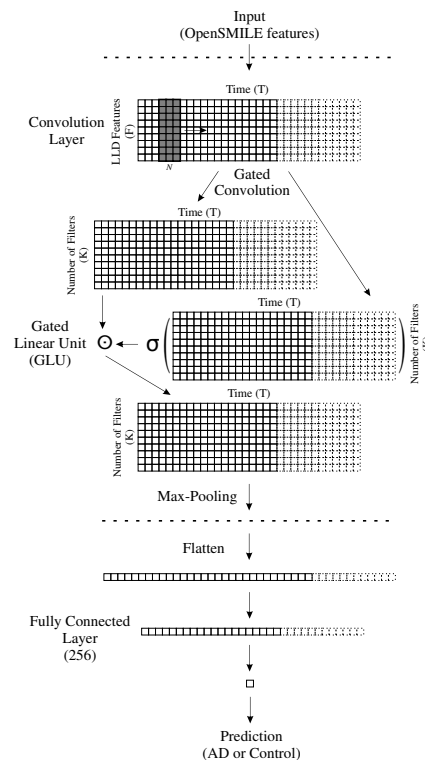 Input
(OpenSMILE features)
Time (T)
Convolution
Layer
LLD Features
(F)
N
Gated
Convolution
Time (T)
Number of Filters
(K)
Time (T)
Gated
Linear Unit
(GLU)
σ
Number of Filters
Time (T)
Number of Filters
(K)
Max-Pooling
Flatten
Fully Connected
Layer
(256)
Prediction
(AD or Control)